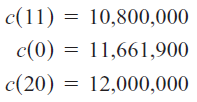 c(11) = 10,800,000
c(0) = 11,661,900
c(20) = 12,000,000